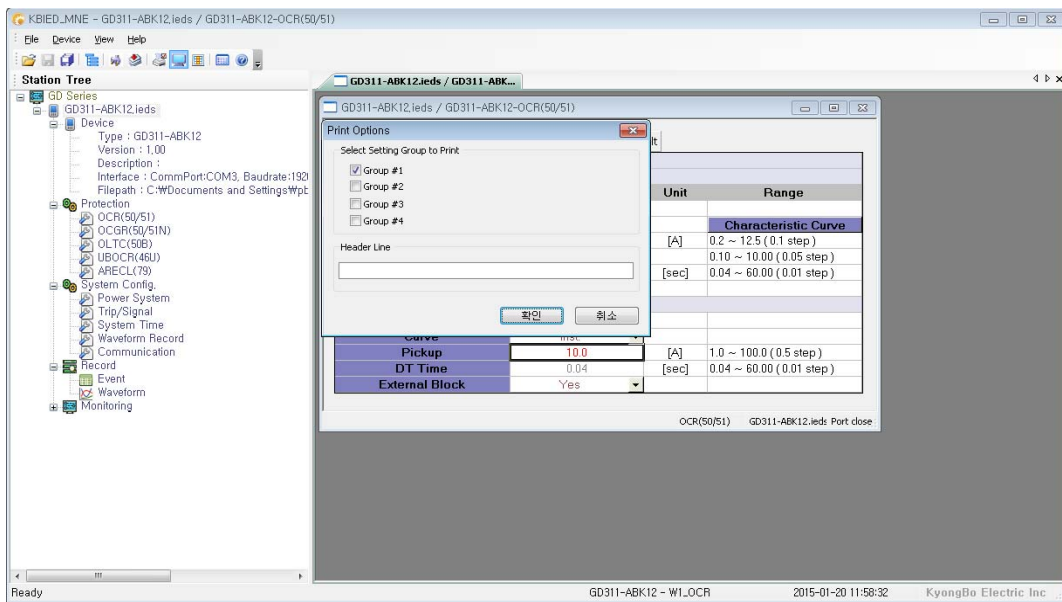 KBIED_MNE - GD311-ABK12.ieds / GD311-ABK12-OCR(50/51)
File Device View Help
Station Tree
GD311-ABK12.ieds / GD311-ABK...
GD Series
GD311-ABK12.ieds
Device
Type : GD311-ABK12
Version : 1.00
Description :
Interface : CommPort:COM3, Baudrate:192
Filepath : C:₩Documents and Settings₩pb
Protection
OCR(50/51)
OCGR(50/51N)
OLTC(50B)
UBOCR(46U)
ARECL(79)
System Config.
Power System
Trip/Signal
System Time
Waveform Record
Communication
Record
Event
Waveform
Monitoring
GD311-ABK12.ieds / GD311-ABK12-OCR(50/51)
Print Options
Select Setting Group to Print
Group #1
Group #2
Group #3
Group #4
Header Line
확인 취소
lt
Unit Range
Characteristic Curve
[A] 0.2 ~ 12.5 ( 0.1 step )
0.10 ~ 10.00 ( 0.05 step )
[sec] 0.04 ~ 60.00 ( 0.01 step )
Curve Inst.
Pickup 10.0 [A] 1.0 ~ 100.0 ( 0.5 step )
DT Time 0.04 [sec] 0.04 ~ 60.00 ( 0.01 step )
External Block Yes
OCR(50/51) GD311-ABK12.ieds Port close
Ready GD311-ABK12 - W1_OCR 2015-01-20 11:58:32 KyongBo Electric Inc